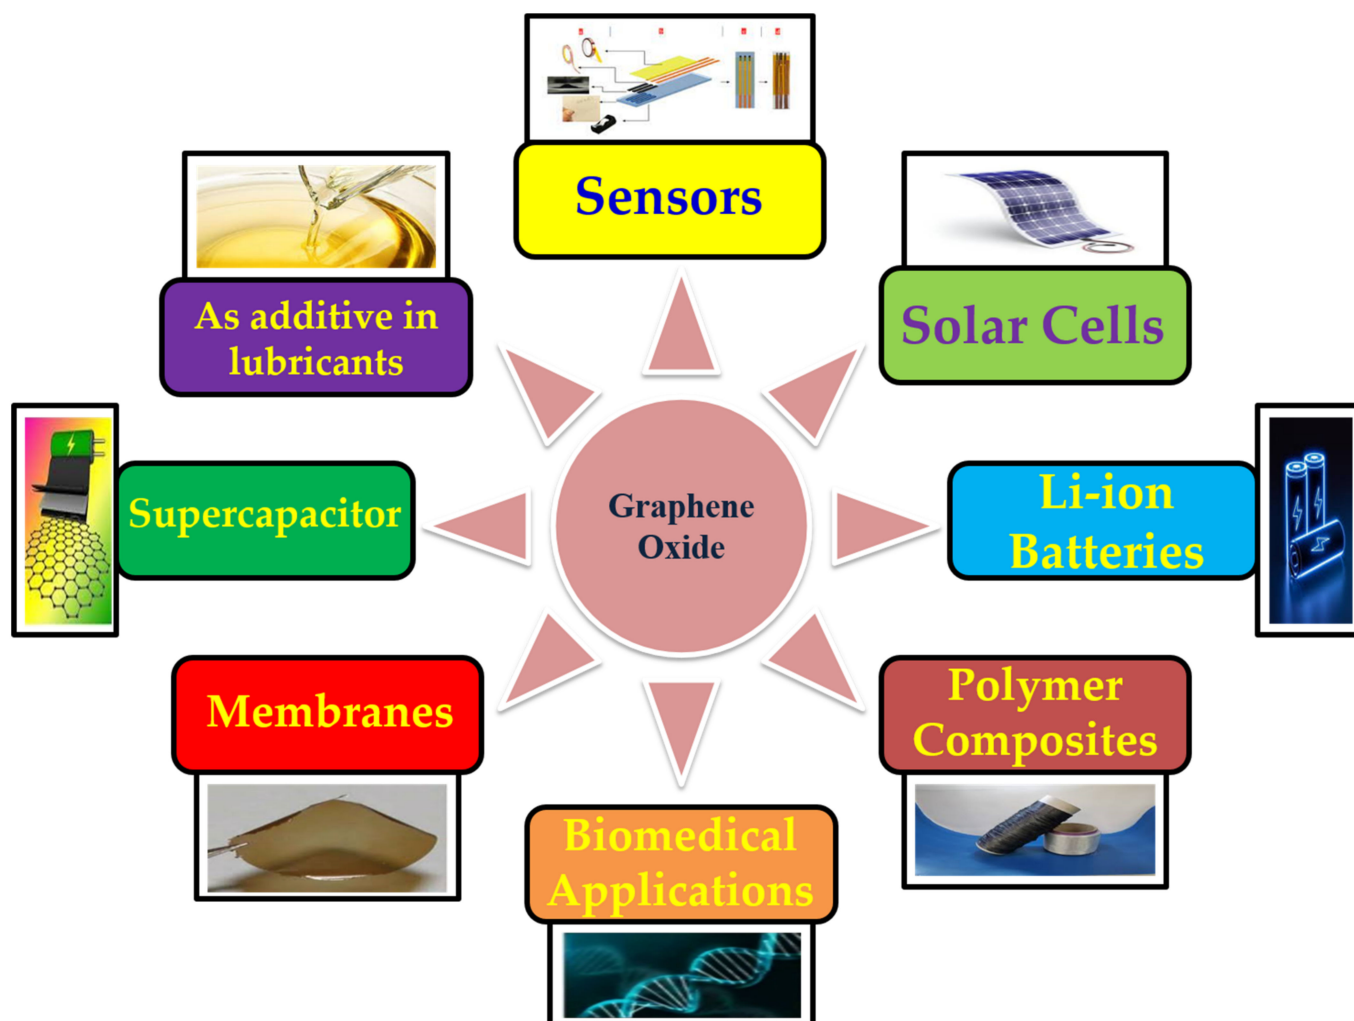 a b c d
Sensors
Solar Cells
As additive in
lubricants
Li-ion
Batteries
Supercapacitor
Graphene
Oxide
Polymer
Composites
Membranes
Biomedical
Applications